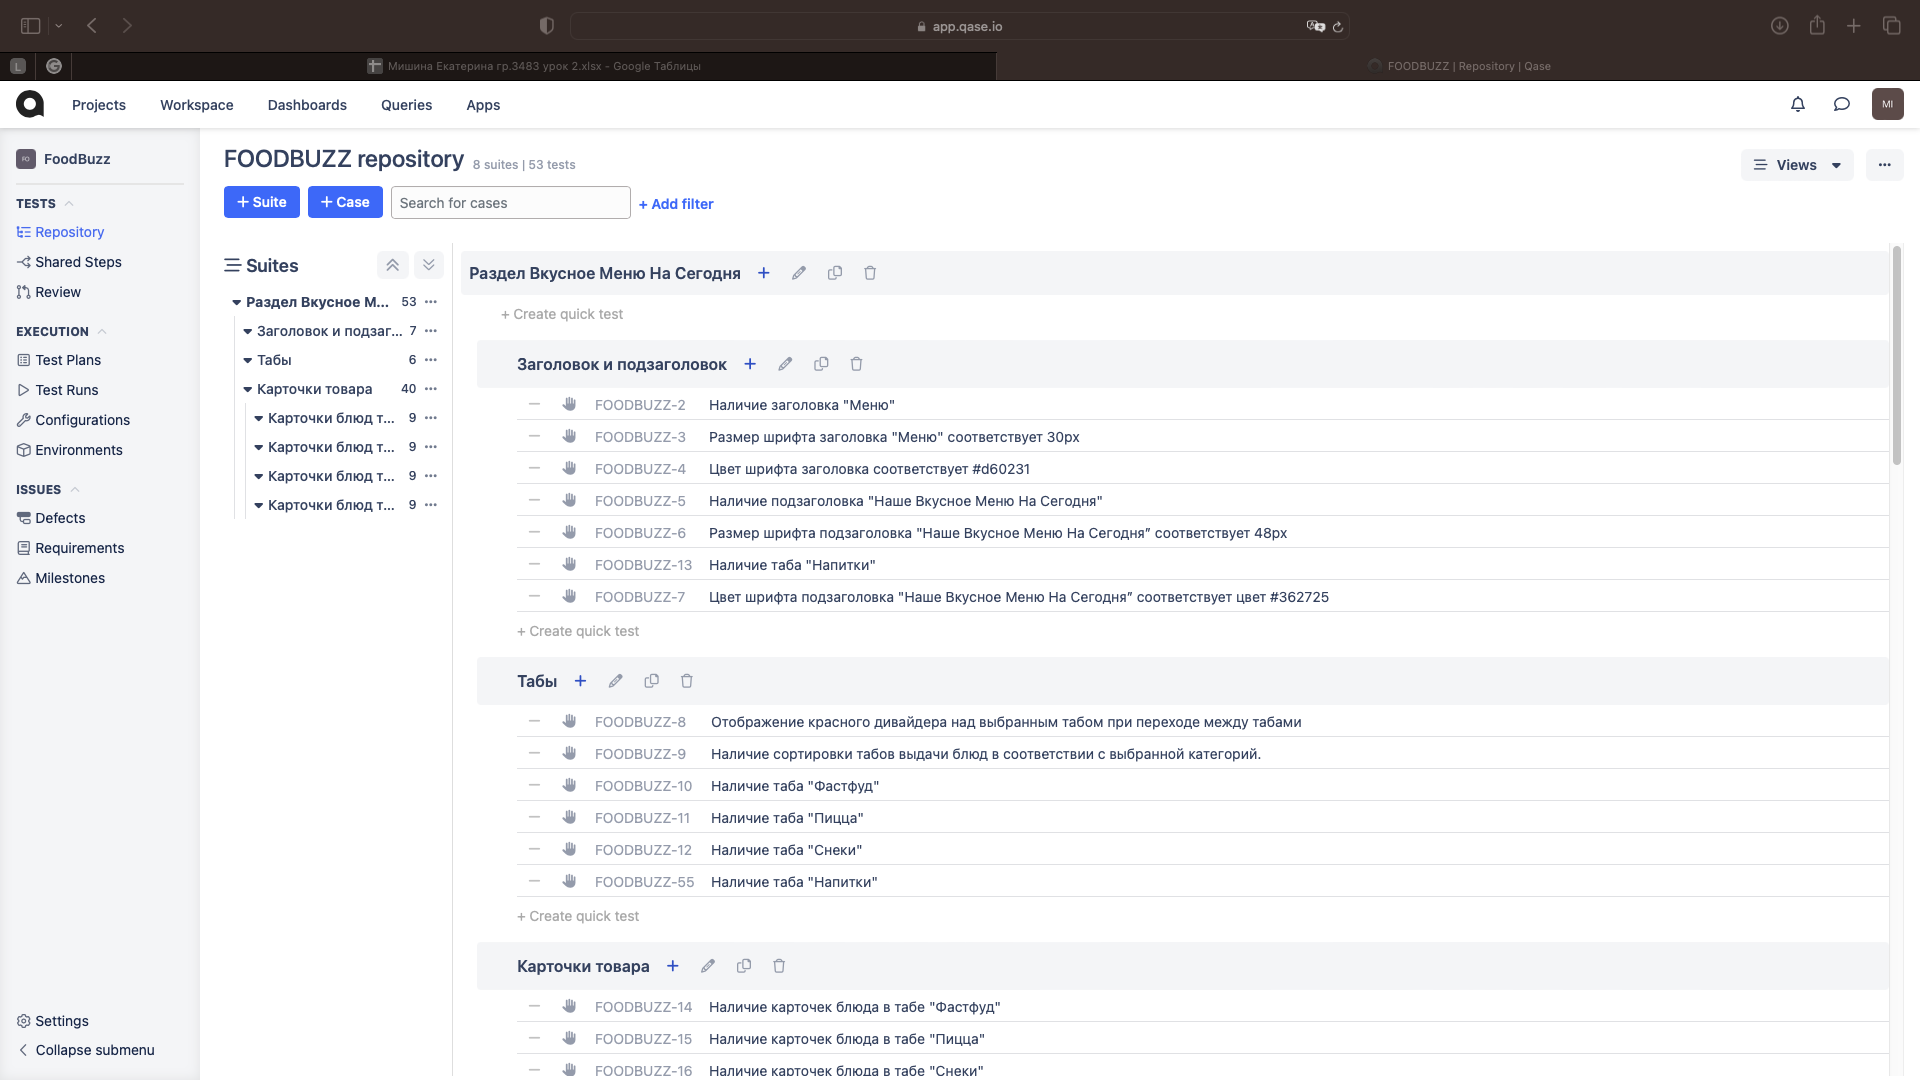 app.qase.io
L
G
Мишина Екатерина гр.3483 урок 2.xlsx - Google Таблицы
FOODBUZZ | Repository | Qase
Projects
Workspace
Dashboards
Queries
Apps
MI
FO
FoodBuzz
TESTS
Repository
Shared Steps
Review
EXECUTION
Test Plans
Test Runs
Configurations
Environments
ISSUES
Defects
Requirements
Milestones
Settings
Collapse submenu
FOODBUZZ repository
8 suites | 53 tests
+ Suite
+ Case
Search for cases
+ Add filter
Views
Suites
Раздел Вкусное М... 53
Заголовок и подзаг... 7
Табы 6
Карточки товара 40
Карточки блюд т... 9
Карточки блюд т... 9
Карточки блюд т... 9
Карточки блюд т... 9
Раздел Вкусное Меню На Сегодня
+ Create quick test
Заголовок и подзаголовок
FOODBUZZ-2 Наличие заголовка "Меню"
FOODBUZZ-3 Размер шрифта заголовка "Меню" соответствует 30px
FOODBUZZ-4 Цвет шрифта заголовка соответствует #d60231
FOODBUZZ-5 Наличие подзаголовка "Наше Вкусное Меню На Сегодня"
FOODBUZZ-6 Размер шрифта подзаголовка "Наше Вкусное Меню На Сегодня” соответствует 48px
FOODBUZZ-13 Наличие таба "Напитки"
FOODBUZZ-7 Цвет шрифта подзаголовка "Наше Вкусное Меню На Сегодня” соответствует цвет #362725
+ Create quick test
Табы
FOODBUZZ-8 Отображение красного дивайдера над выбранным табом при переходе между табами
FOODBUZZ-9 Наличие сортировки табов выдачи блюд в соответствии с выбранной категорий.
FOODBUZZ-10 Наличие таба "Фастфуд"
FOODBUZZ-11 Наличие таба "Пицца"
FOODBUZZ-12 Наличие таба "Снеки"
FOODBUZZ-55 Наличие таба "Напитки"
+ Create quick test
Карточки товара
FOODBUZZ-14 Наличие карточек блюда в табе "Фастфуд"
FOODBUZZ-15 Наличие карточек блюда в табе "Пицца"
FOODBUZZ-16 Наличие карточек блюда в табе "Снеки"